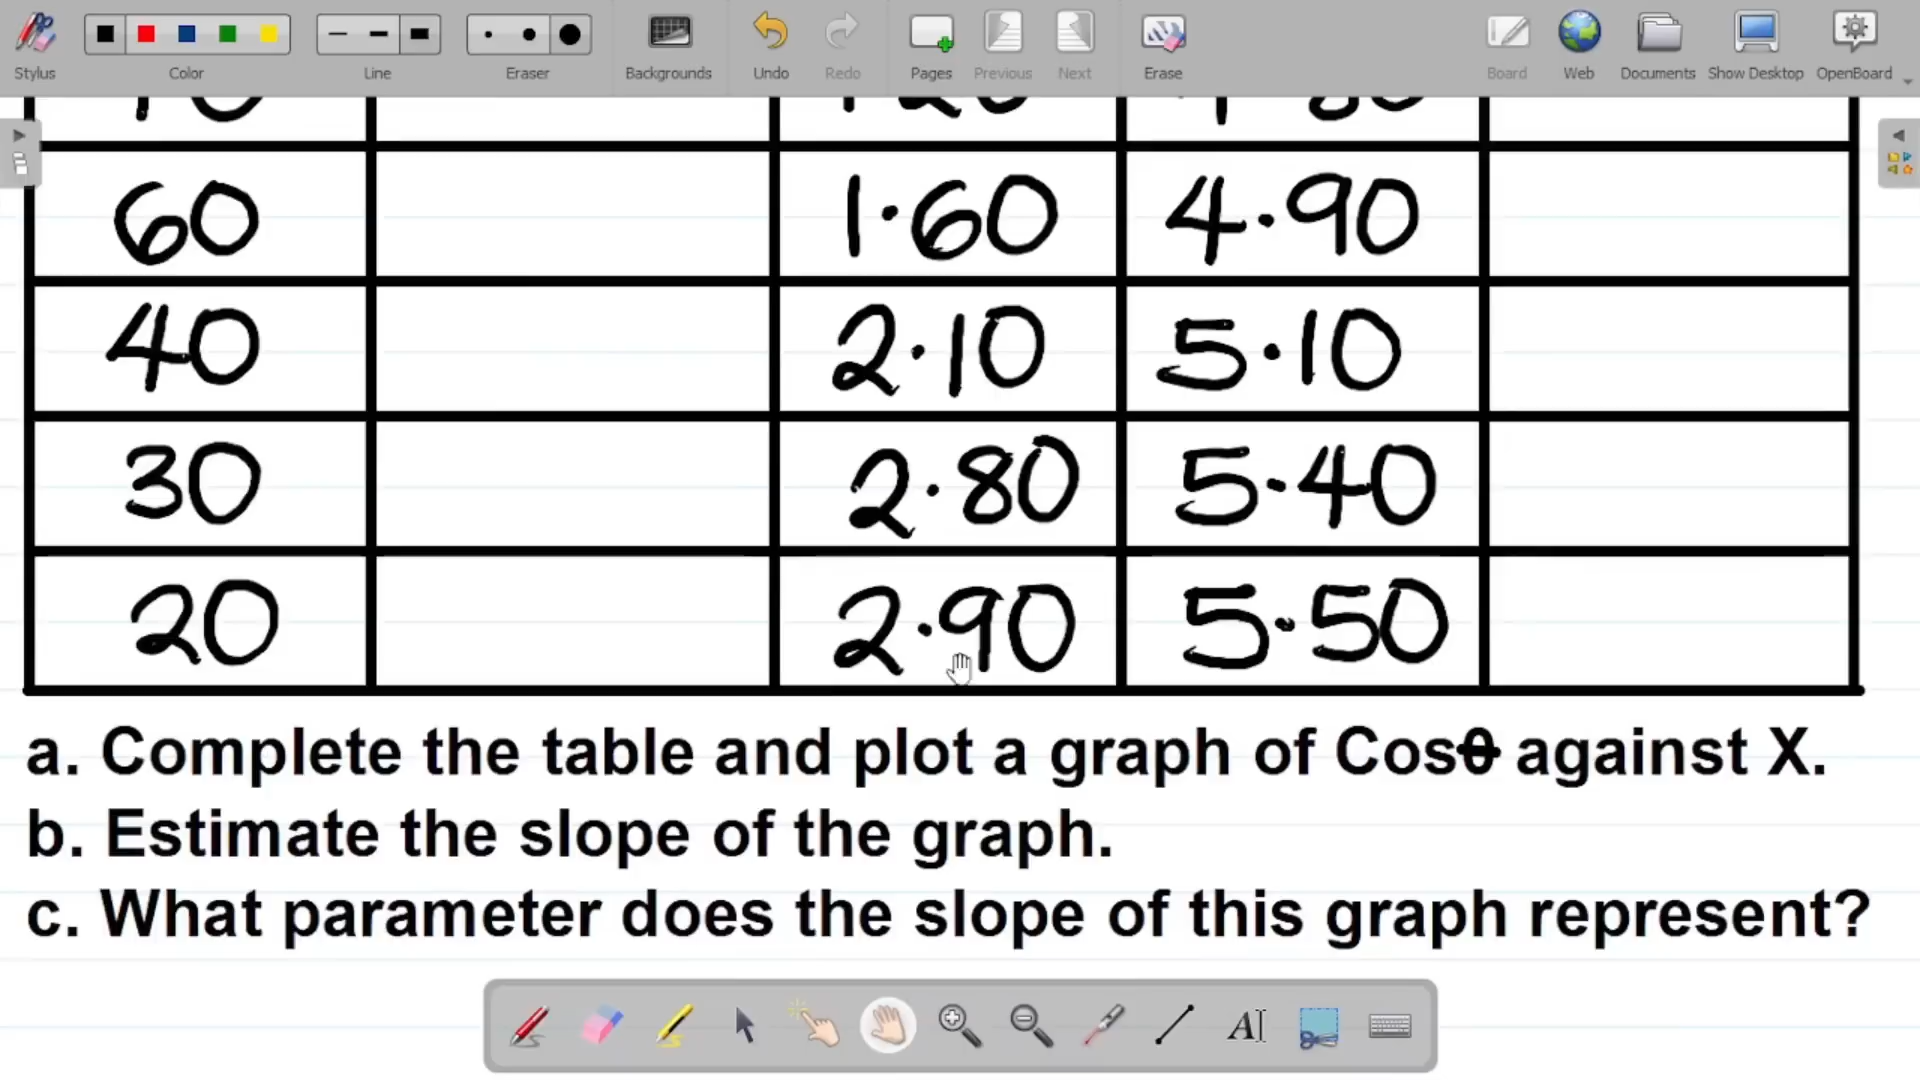 Stylus Color Line Eraser Backgrounds Undo Redo Pages Previous Next Erase Board Web Documents Show Desktop OpenBoard
60 1·60 4·90
40 2·10 5·10
30 2·80 5·40
20 2·90 5·50
a. Complete the table and plot a graph of Cosθ against X.
b. Estimate the slope of the graph.
c. What parameter does the slope of this graph represent?